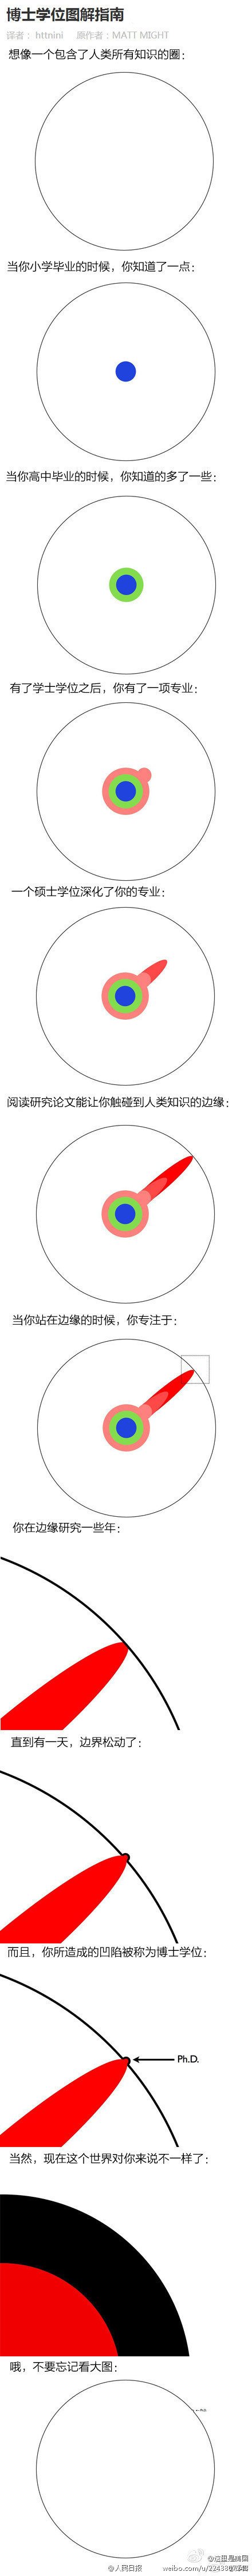 博士学位图解指南
译者： httnini 原作者：MATT MIGHT
想像一个包含了人类所有知识的圈：
当你小学毕业的时候，你知道了一点：
当你高中毕业的时候，你知道的多了一些：
有了学士学位之后，你有了一项专业：
一个硕士学位深化了你的专业：
阅读研究论文能让你触碰到人类知识的边缘：
当你站在边缘的时候，你专注于：
你在边缘研究一些年：
直到有一天，边界松动了：
而且，你所造成的凹陷被称为博士学位：
Ph.D.
当然，现在这个世界对你来说不一样了：
哦，不要忘记看大图：
@这里是美国
@人民日报